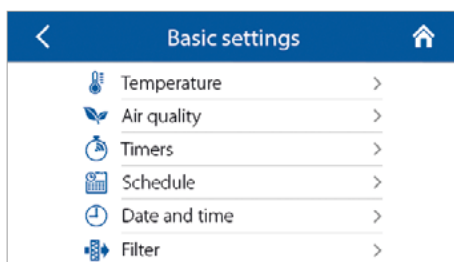 Basic settings
Temperature
Air quality
Timers
Schedule
Date and time
Filter